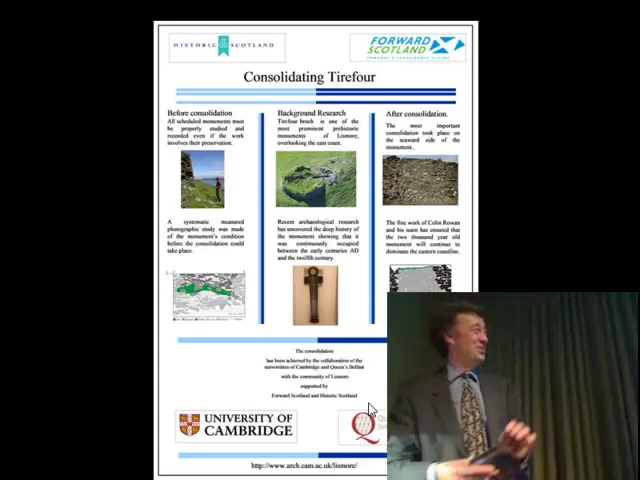 HISTORIC SCOTLAND
FORWARD
SCOTLAND
TOWARDS A SUSTAINABLE FUTURE
Consolidating Tirefour
Before consolidation
All scheduled monuments must
be properly studied and
recorded even if the work
involves their preservation.
A systematic measured
photographic study was made
of the monument's condition
before the consolidation could
take place.
Background Research
Tirefour broch is one of the
most prominent prehistoric
monuments of Lismore,
overlooking the east coast.
Recent archaeological research
has uncovered the deep history of
the monument showing that it
was continuously occupied
between the early centuries AD
and the twelfth century.
After consolidation.
The most important
consolidation took place on
the seaward side of the
monument..
The fine work of Colin Rowan
and his team has ensured that
the two thousand year old
monument will continue to
dominate the eastern coastline.
The consolidation
has been achieved by the collaboration of the
universities of Cambridge and Queen's Belfast
with the community of Lismore
supported by
Forward Scotland and Historic Scotland
UNIVERSITY OF
CAMBRIDGE
http://www.arch.cam.ac.uk/lismore/